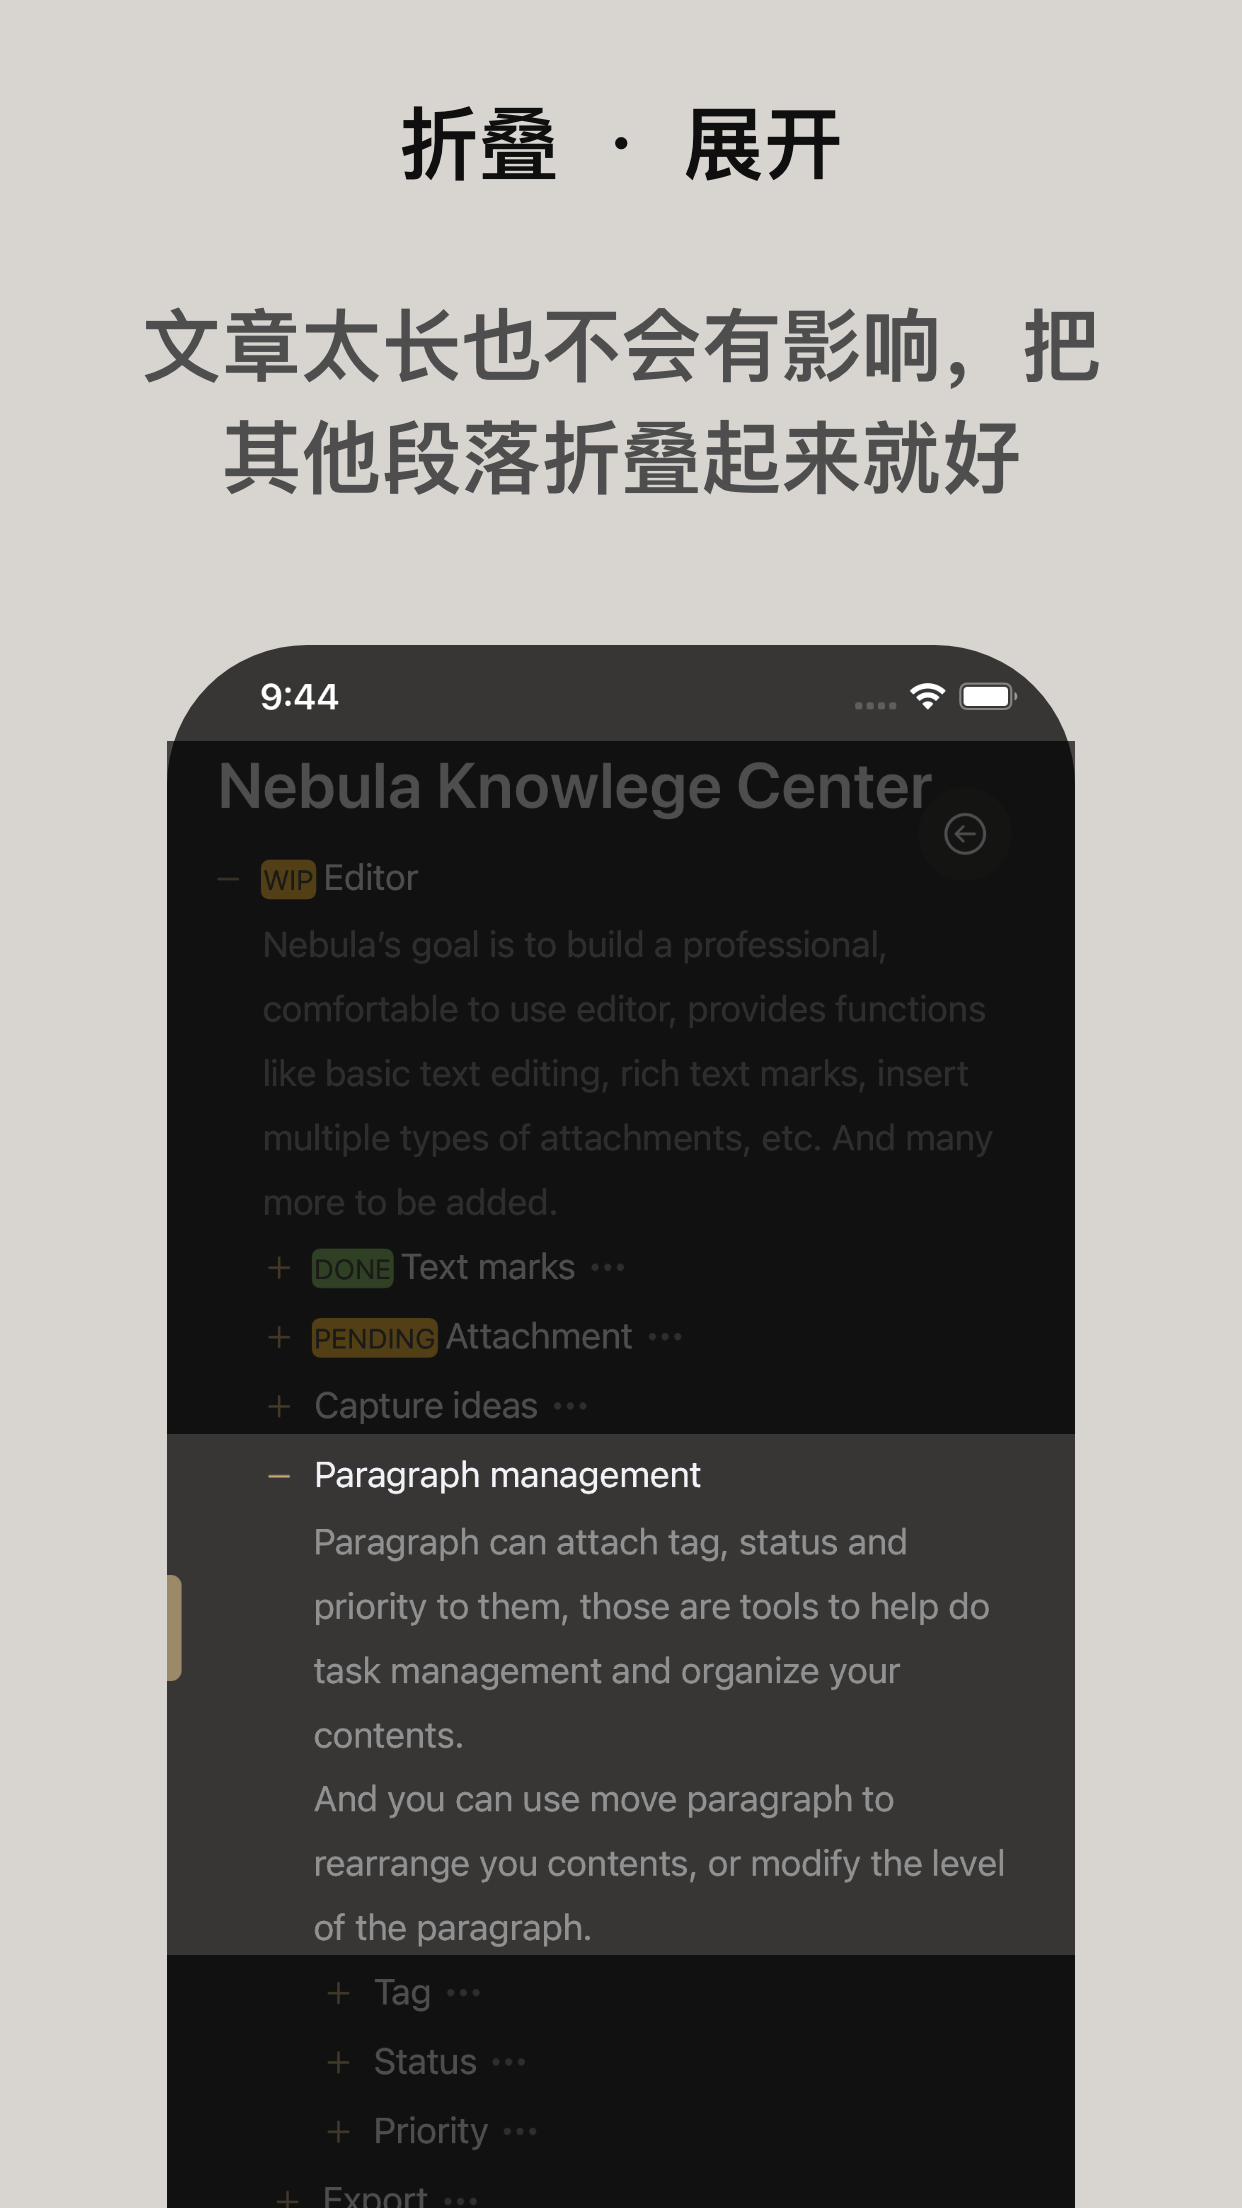 折叠 · 展开
文章太长也不会有影响，把
其他段落折叠起来就好
9:44
Nebula Knowlege Center
WIP Editor
Nebula’s goal is to build a professional,
comfortable to use editor, provides functions
like basic text editing, rich text marks, insert
multiple types of attachments, etc. And many
more to be added.
DONE Text marks
PENDING Attachment
Capture ideas
Paragraph management
Paragraph can attach tag, status and
priority to them, those are tools to help do
task management and organize your
contents.
And you can use move paragraph to
rearrange you contents, or modify the level
of the paragraph.
Tag
Status
Priority
Export